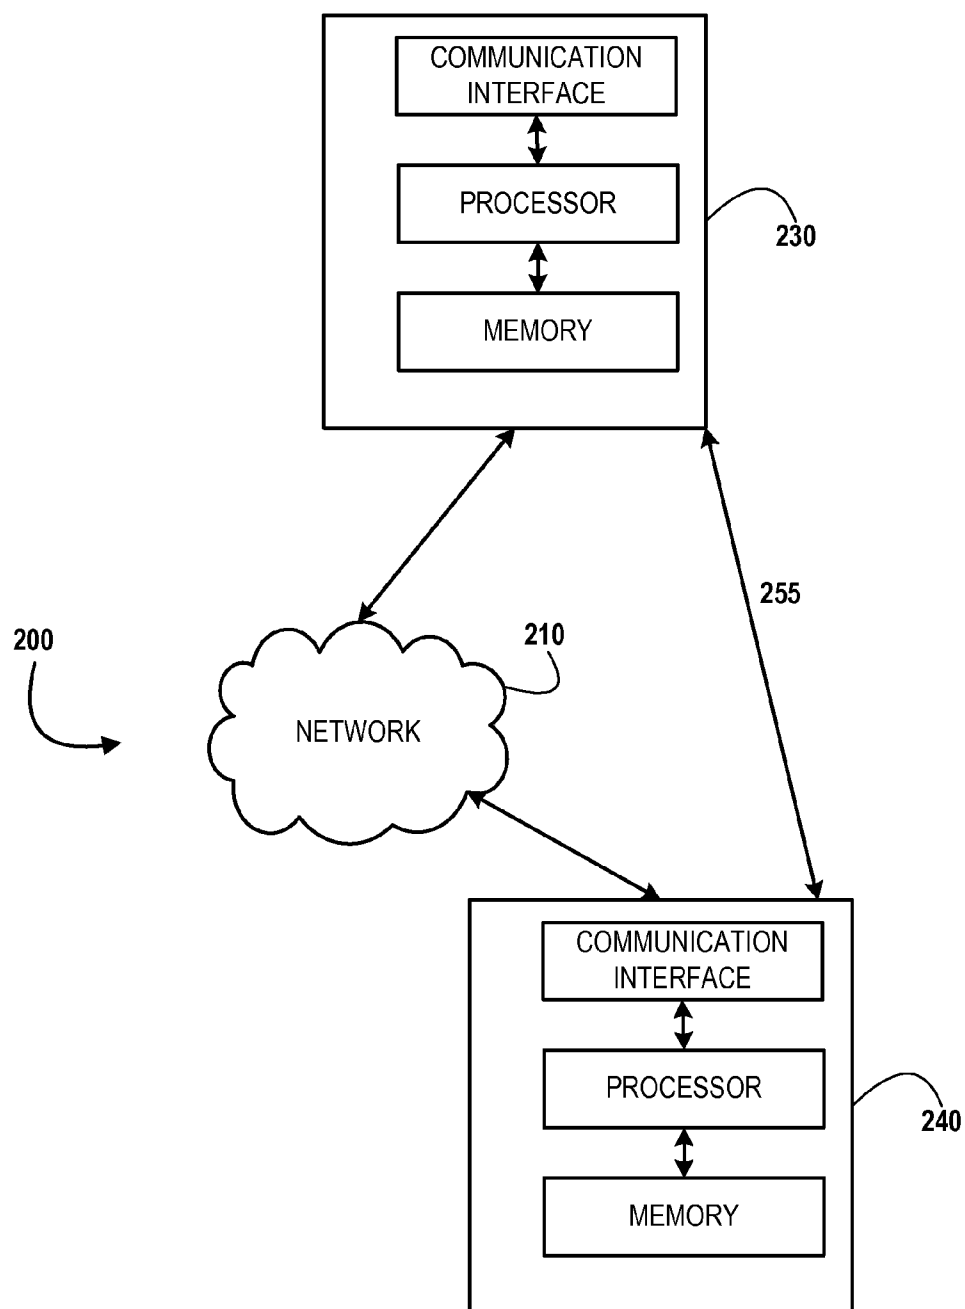 COMMUNICATION
INTERFACE
PROCESSOR
230
MEMORY
255
200
210
NETWORK
COMMUNICATION
INTERFACE
PROCESSOR
240
MEMORY